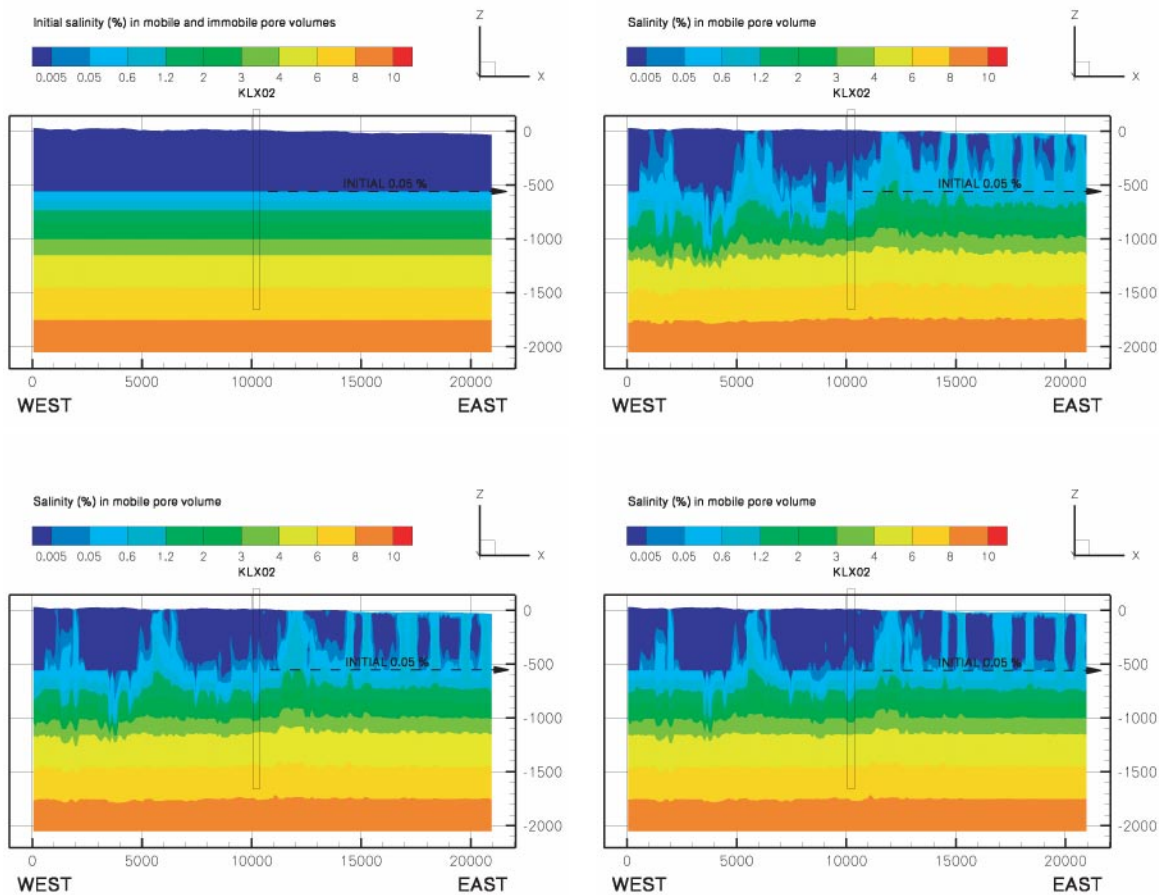 Initial salinity (%) in mobile and immobile pore volumes
Z
X
0.005 0.05 0.6 1.2 2 3 4 6 8 10
KLX02
INITIAL 0.05 %
0
-500
-1000
-1500
-2000
0 5000 10000 15000 20000
WEST EAST
Salinity (%) in mobile pore volume
Z
X
0.005 0.05 0.6 1.2 2 3 4 6 8 10
KLX02
INITIAL 0.05 %
0
-500
-1000
-1500
-2000
0 5000 10000 15000 20000
WEST EAST
Salinity (%) in mobile pore volume
Z
X
0.005 0.05 0.6 1.2 2 3 4 6 8 10
KLX02
INITIAL 0.05 %
0
-500
-1000
-1500
-2000
0 5000 10000 15000 20000
WEST EAST
Salinity (%) in mobile pore volume
Z
X
0.005 0.05 0.6 1.2 2 3 4 6 8 10
KLX02
INITIAL 0.05 %
0
-500
-1000
-1500
-2000
0 5000 10000 15000 20000
WEST EAST